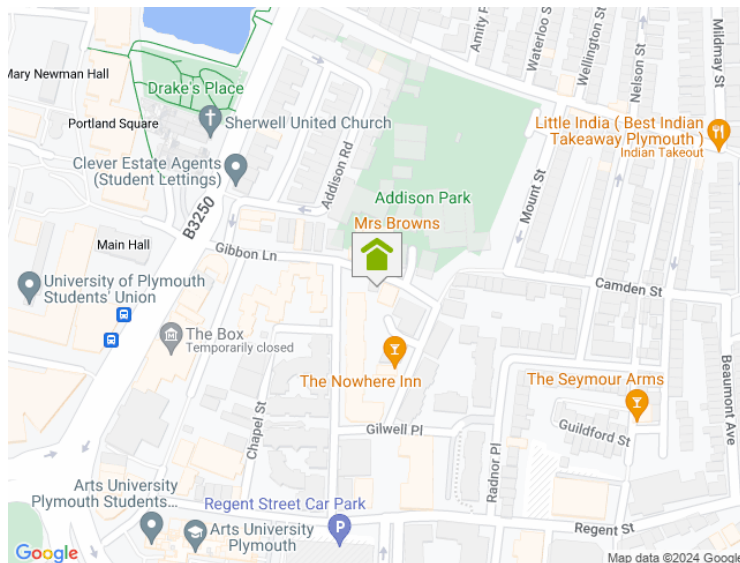 Mary Newman Hall
Drake's Place
Portland Square
Sherwell United Church
Clever Estate Agents
(Student Lettings)
Addison Rd
Amity
Waterloo S
Wellington St
Nelson St
Mildmay St
Little India ( Best Indian
Takeaway Plymouth )
Indian Takeout
Addison Park
Mrs Browns
Mount St
B3250
Main Hall
Gibbon Ln
Camden St
University of Plymouth
Students' Union
The Box
Temporarily closed
The Nowhere Inn
The Seymour Arms
Beaumont Ave
Chapel St
Gilwell Pl
Guildford St
Radnor Pl
Arts University
Plymouth Students...
Regent Street Car Park
P
Arts University
Plymouth
Regent St
Google
Map data ©2024 Google